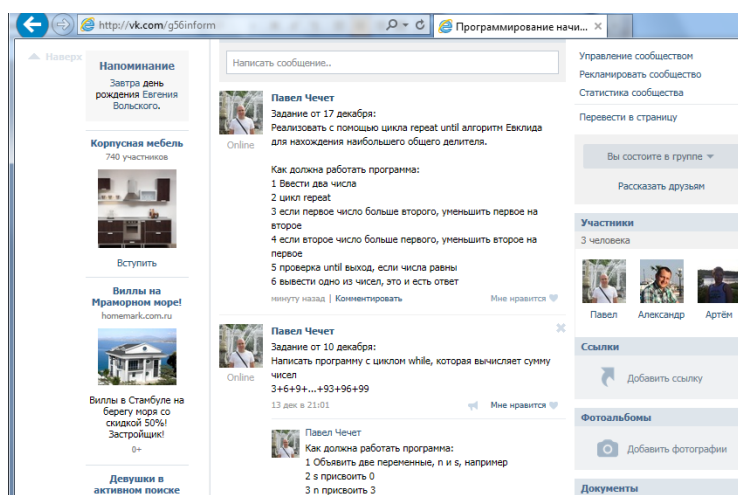 http://vk.com/g56inform
Программирование начи...
Наверх
Напоминание
Завтра день
рождения Евгения
Вольского.
Корпусная мебель
740 участников
Вступить
Виллы на
Мраморном море!
homemark.com.ru
Виллы в Стамбуле на
берегу моря со
скидкой 50%!
Застройщик!
0+
Девушки в
активном поиске
Написать сообщение..
Павел Чечет
Задание от 17 декабря:
Реализовать с помощью цикла repeat until алгоритм Евклида
для нахождения наибольшего общего делителя.
Как должна работать программа:
1 Ввести два числа
2 цикл repeat
3 если первое число больше второго, уменьшить первое на
второе
4 если второе число больше первого, уменьшить второе на
первое
5 проверка until выход, если числа равны
6 вывести одно из чисел, это и есть ответ
Online
минуту назад | Комментировать
Мне нравится
Павел Чечет
Задание от 10 декабря:
Написать программу с циклом while, которая вычисляет сумму
чисел
3+6+9+...+93+96+99
Online
13 дек в 21:01
Мне нравится
Павел Чечет
Как должна работать программа:
1 Объявить две переменные, n и s, например
2 s присвоить 0
3 n присвоить 3
Управление сообществом
Рекламировать сообщество
Статистика сообщества
Перевести в страницу
Вы состоите в группе
Рассказать друзьям
Участники
3 человека
Павел Александр Артём
Ссылки
Добавить ссылку
Фотоальбомы
Добавить фотографии
Документы